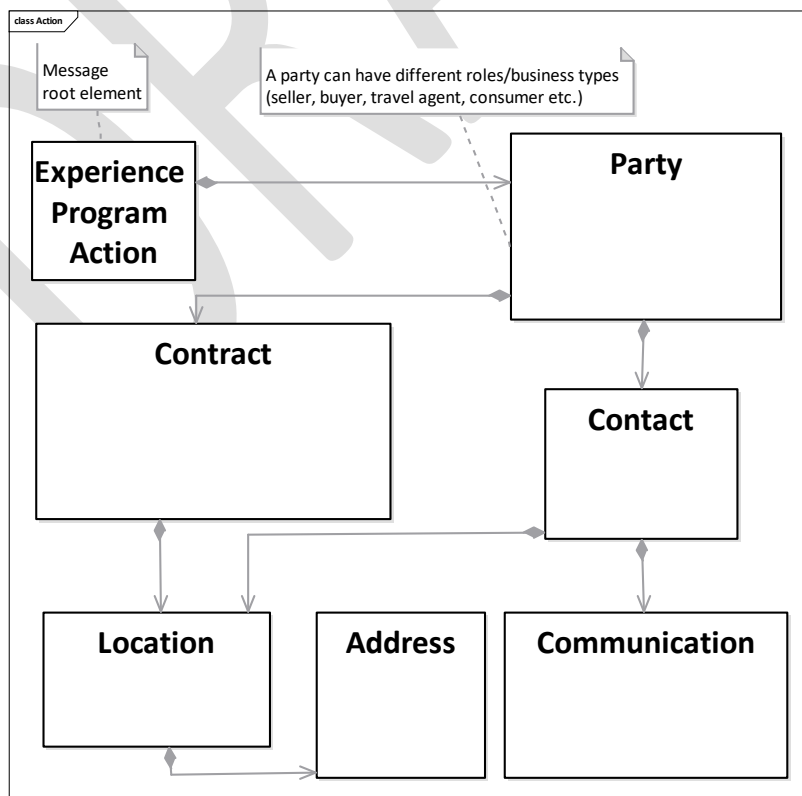 class Action
Message
root element
A party can have different roles/business types
(seller, buyer, travel agent, consumer etc.)
Experience
Program
Action
Party
Contract
Contact
Location
Address
Communication